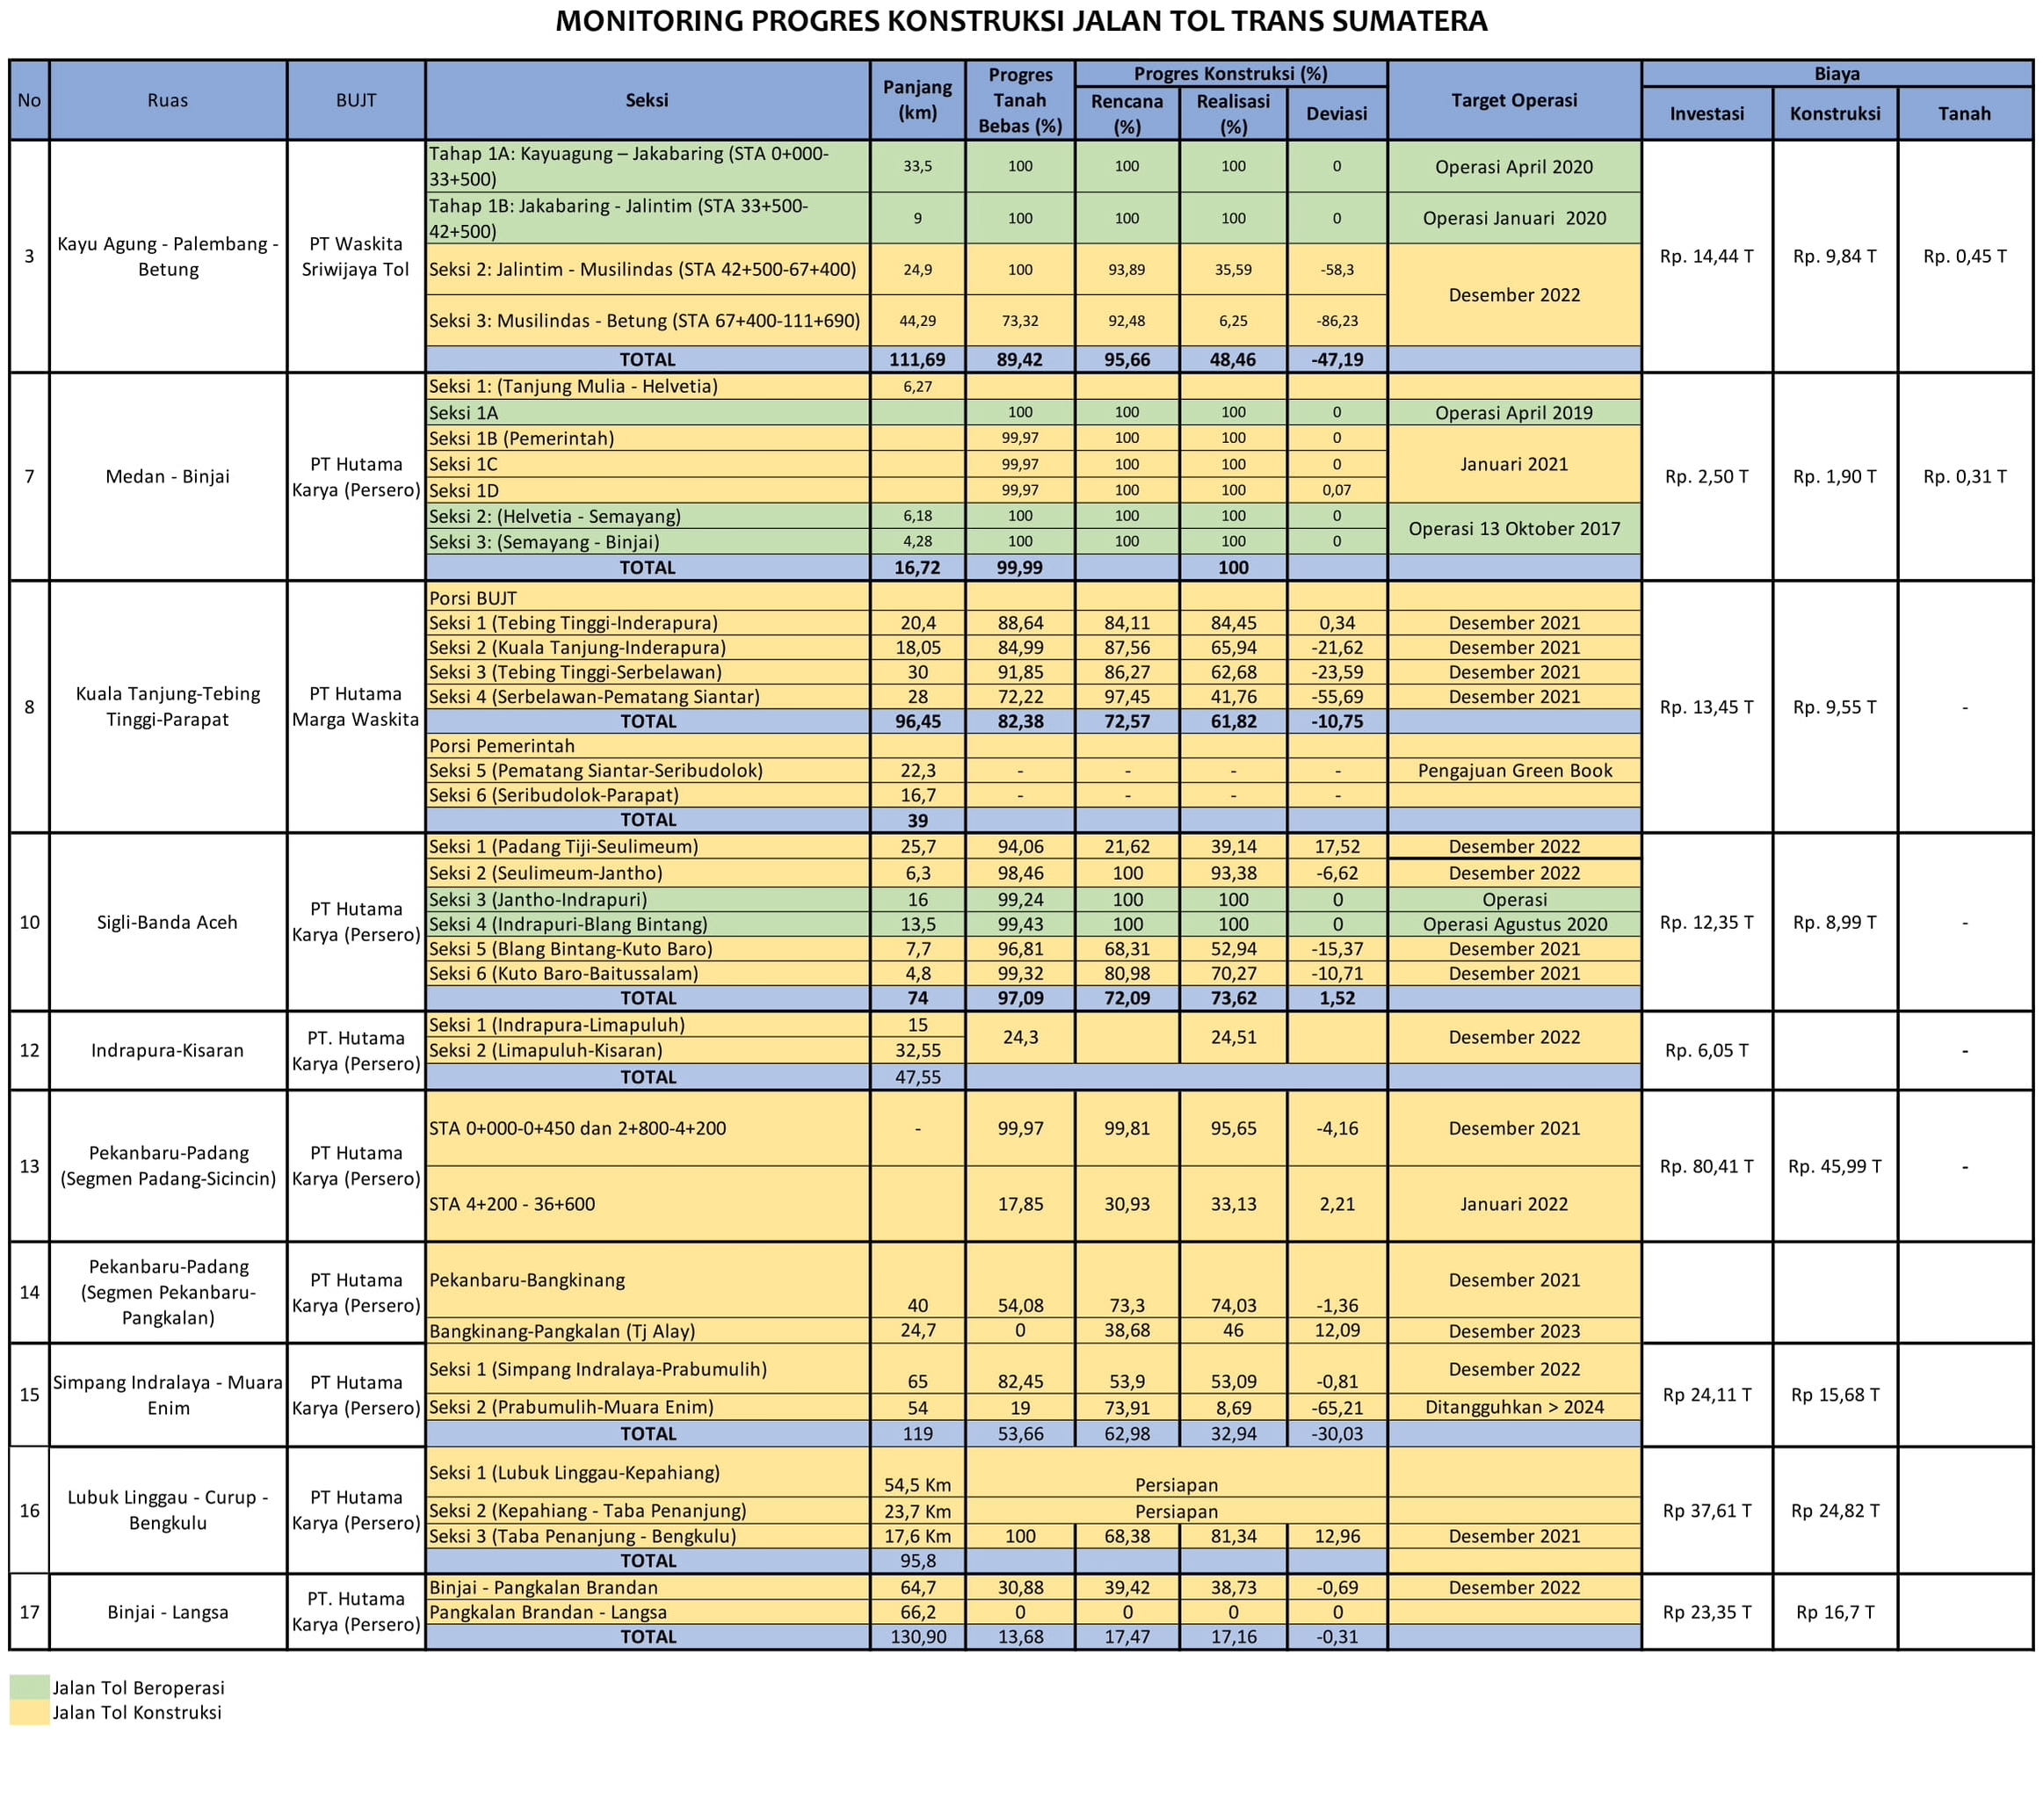 MONITORING PROGRES KONSTRUKSI JALAN TOL TRANS SUMATERA
No Ruas BUJT Seksi Panjang (km) Progres Tanah Bebas (%) Progres Konstruksi (%) Target Operasi Biaya
Rencana (%) Realisasi (%) Deviasi Investasi Konstruksi Tanah
3 Kayu Agung - Palembang - Betung PT Waskita Sriwijaya Tol Rp. 14,44 T Rp. 9,84 T Rp. 0,45 T
Tahap 1A: Kayuagung – Jakabaring (STA 0+000-33+500) 33,5 100 100 100 0 Operasi April 2020
Tahap 1B: Jakabaring - Jalintim (STA 33+500-42+500) 9 100 100 100 0 Operasi Januari 2020
Seksi 2: Jalintim - Musilindas (STA 42+500-67+400) 24,9 100 93,89 35,59 -58,3 Desember 2022
Seksi 3: Musilindas - Betung (STA 67+400-111+690) 44,29 73,32 92,48 6,25 -86,23
TOTAL 111,69 89,42 95,66 48,46 -47,19
7 Medan - Binjai PT Hutama Karya (Persero) Rp. 2,50 T Rp. 1,90 T Rp. 0,31 T
Seksi 1: (Tanjung Mulia - Helvetia) 6,27
Seksi 1A 100 100 100 0 Operasi April 2019
Seksi 1B (Pemerintah) 99,97 100 100 0 Januari 2021
Seksi 1C 99,97 100 100 0
Seksi 1D 99,97 100 100 0,07
Seksi 2: (Helvetia - Semayang) 6,18 100 100 100 0 Operasi 13 Oktober 2017
Seksi 3: (Semayang - Binjai) 4,28 100 100 100 0
TOTAL 16,72 99,99 100
8 Kuala Tanjung-Tebing Tinggi-Parapat PT Hutama Marga Waskita Rp. 13,45 T Rp. 9,55 T -
Porsi BUJT
Seksi 1 (Tebing Tinggi-Inderapura) 20,4 88,64 84,11 84,45 0,34 Desember 2021
Seksi 2 (Kuala Tanjung-Inderapura) 18,05 84,99 87,56 65,94 -21,62 Desember 2021
Seksi 3 (Tebing Tinggi-Serbelawan) 30 91,85 86,27 62,68 -23,59 Desember 2021
Seksi 4 (Serbelawan-Pematang Siantar) 28 72,22 97,45 41,76 -55,69 Desember 2021
TOTAL 96,45 82,38 72,57 61,82 -10,75
Porsi Pemerintah
Seksi 5 (Pematang Siantar-Seribudolok) 22,3 - - - - Pengajuan Green Book
Seksi 6 (Seribudolok-Parapat) 16,7 - - - -
TOTAL 39
10 Sigli-Banda Aceh PT Hutama Karya (Persero) Rp. 12,35 T Rp. 8,99 T -
Seksi 1 (Padang Tiji-Seulimeum) 25,7 94,06 21,62 39,14 17,52 Desember 2022
Seksi 2 (Seulimeum-Jantho) 6,3 98,46 100 93,38 -6,62 Desember 2022
Seksi 3 (Jantho-Indrapuri) 16 99,24 100 100 0 Operasi
Seksi 4 (Indrapuri-Blang Bintang) 13,5 99,43 100 100 0 Operasi Agustus 2020
Seksi 5 (Blang Bintang-Kuto Baro) 7,7 96,81 68,31 52,94 -15,37 Desember 2021
Seksi 6 (Kuto Baro-Baitussalam) 4,8 99,32 80,98 70,27 -10,71 Desember 2021
TOTAL 74 97,09 72,09 73,62 1,52
12 Indrapura-Kisaran PT. Hutama Karya (Persero) Rp. 6,05 T -
Seksi 1 (Indrapura-Limapuluh) 15 24,3 24,51 Desember 2022
Seksi 2 (Limapuluh-Kisaran) 32,55
TOTAL 47,55
13 Pekanbaru-Padang (Segmen Padang-Sicincin) PT Hutama Karya (Persero) Rp. 80,41 T Rp. 45,99 T -
STA 0+000-0+450 dan 2+800-4+200 - 99,97 99,81 95,65 -4,16 Desember 2021
STA 4+200 - 36+600 17,85 30,93 33,13 2,21 Januari 2022
14 Pekanbaru-Padang (Segmen Pekanbaru-Pangkalan) PT Hutama Karya (Persero)
Pekanbaru-Bangkinang 40 54,08 73,3 74,03 -1,36 Desember 2021
Bangkinang-Pangkalan (Tj Alay) 24,7 0 38,68 46 12,09 Desember 2023
15 Simpang Indralaya - Muara Enim PT Hutama Karya (Persero) Rp 24,11 T Rp 15,68 T
Seksi 1 (Simpang Indralaya-Prabumulih) 65 82,45 53,9 53,09 -0,81 Desember 2022
Seksi 2 (Prabumulih-Muara Enim) 54 19 73,91 8,69 -65,21 Ditangguhkan > 2024
TOTAL 119 53,66 62,98 32,94 -30,03
16 Lubuk Linggau - Curup - Bengkulu PT Hutama Karya (Persero) Rp 37,61 T Rp 24,82 T
Seksi 1 (Lubuk Linggau-Kepahiang) 54,5 Km Persiapan
Seksi 2 (Kepahiang - Taba Penanjung) 23,7 Km Persiapan
Seksi 3 (Taba Penanjung - Bengkulu) 17,6 Km 100 68,38 81,34 12,96 Desember 2021
TOTAL 95,8
17 Binjai - Langsa PT. Hutama Karya (Persero) Rp 23,35 T Rp 16,7 T
Binjai - Pangkalan Brandan 64,7 30,88 39,42 38,73 -0,69 Desember 2022
Pangkalan Brandan - Langsa 66,2 0 0 0 0
TOTAL 130,90 13,68 17,47 17,16 -0,31
Jalan Tol Beroperasi
Jalan Tol Konstruksi